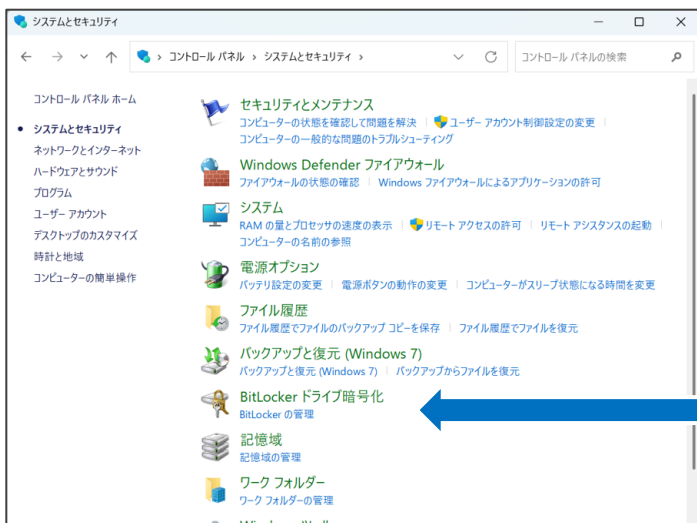 システムとセキュリティ
コントロール パネル › システムとセキュリティ ›
コントロール パネルの検索
コントロール パネル ホーム
システムとセキュリティ
ネットワークとインターネット
ハードウェアとサウンド
プログラム
ユーザー アカウント
デスクトップのカスタマイズ
時計と地域
コンピューターの簡単操作
セキュリティとメンテナンス
コンピューターの状態を確認して問題を解決 ユーザー アカウント制御設定の変更
コンピューターの一般的な問題のトラブルシューティング
Windows Defender ファイアウォール
ファイアウォールの状態の確認 Windows ファイアウォールによるアプリケーションの許可
システム
RAM の量とプロセッサの速度の表示 リモート アクセスの許可 リモート アシスタンスの起動
コンピューターの名前の参照
電源オプション
バッテリ設定の変更 電源ボタンの動作の変更 コンピューターがスリープ状態になる時間を変更
ファイル履歴
ファイル履歴でファイルのバックアップ コピーを保存 ファイル履歴でファイルを復元
バックアップと復元 (Windows 7)
バックアップと復元 (Windows 7) バックアップからファイルを復元
BitLocker ドライブ暗号化
BitLocker の管理
記憶域
記憶域の管理
ワーク フォルダー
ワーク フォルダーの管理